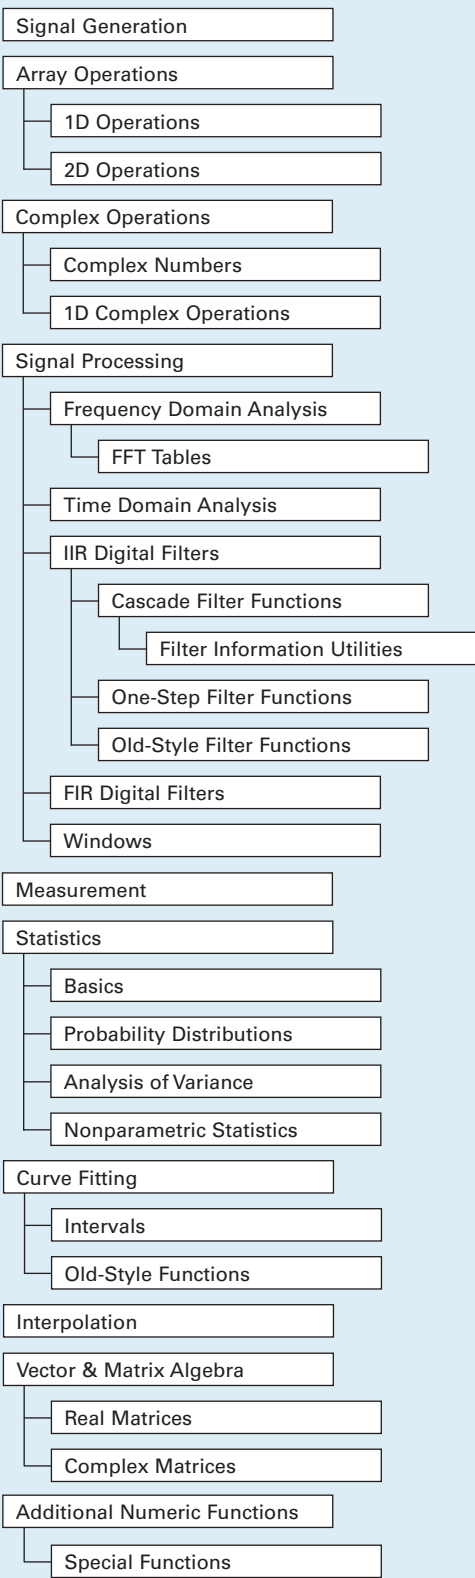 Signal Generation
Array Operations
1D Operations
2D Operations
Complex Operations
Complex Numbers
1D Complex Operations
Signal Processing
Frequency Domain Analysis
FFT Tables
Time Domain Analysis
IIR Digital Filters
Cascade Filter Functions
Filter Information Utilities
One-Step Filter Functions
Old-Style Filter Functions
FIR Digital Filters
Windows
Measurement
Statistics
Basics
Probability Distributions
Analysis of Variance
Nonparametric Statistics
Curve Fitting
Intervals
Old-Style Functions
Interpolation
Vector & Matrix Algebra
Real Matrices
Complex Matrices
Additional Numeric Functions
Special Functions